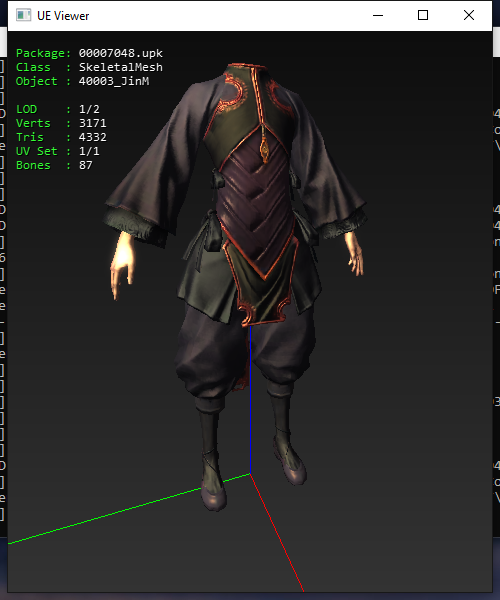 UE Viewer
Package: 00007048.upk
Class : SkeletalMesh
Object : 40003_JinM
LOD : 1/2
Verts : 3171
Tris : 4332
UV Set : 1/1
Bones : 87